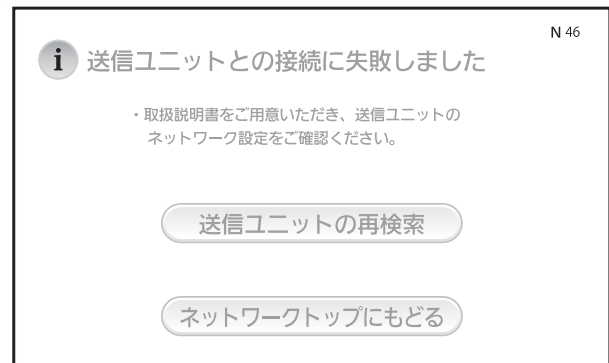 N 46
i 送信ユニットとの接続に失敗しました
・取扱説明書をご用意いただき、送信ユニットの
ネットワーク設定をご確認ください。
送信ユニットの再検索
ネットワークトップにもどる